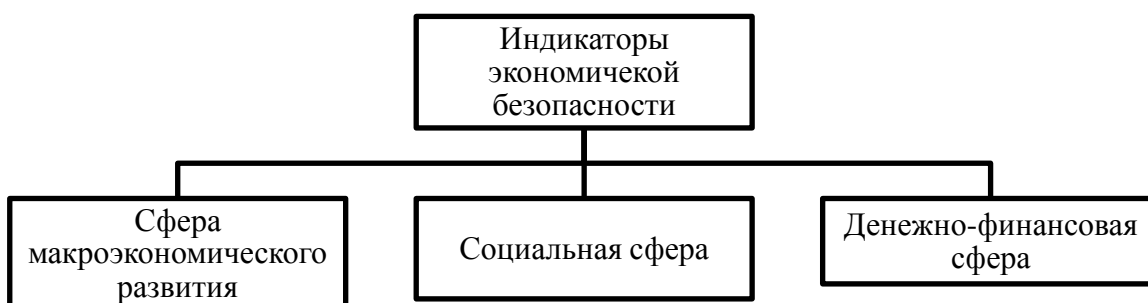 Индикаторы
экономичекой
безопасности
Сфера
макроэкономического
развития
Социальная сфера
Денежно-финансовая
сфера